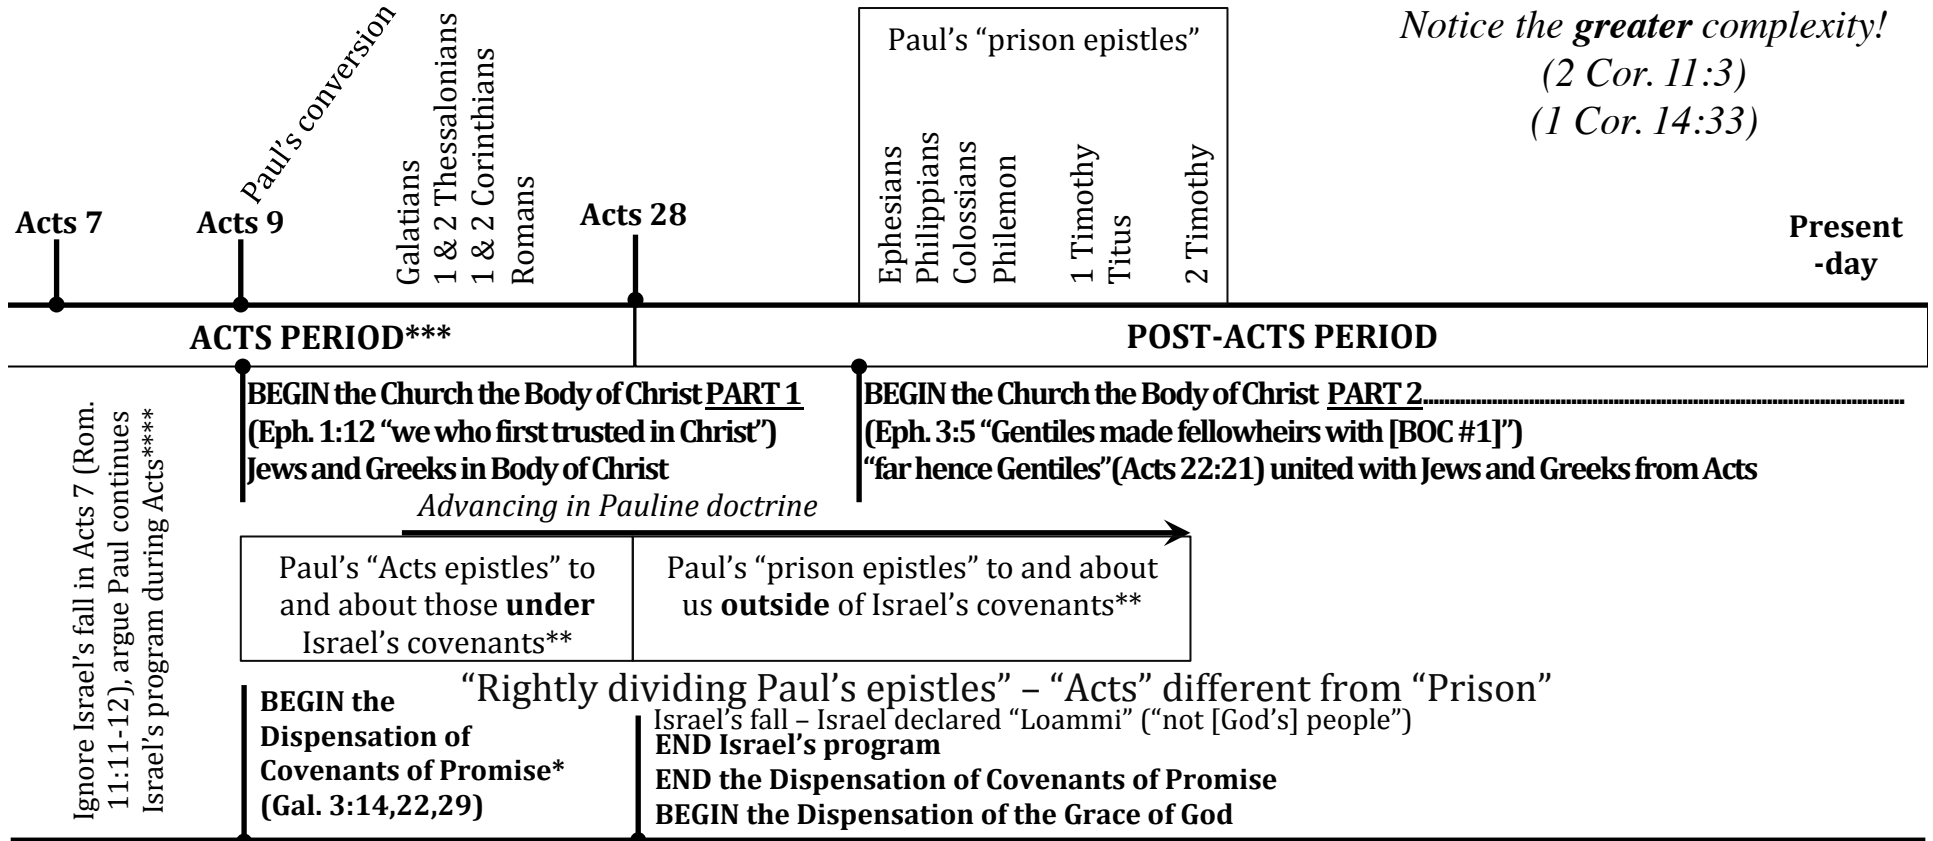 Notice the greater complexity!
(2 Cor. 11:3)
(1 Cor. 14:33)
Acts 7
Acts 9
Paul's conversion
Galatians
1 & 2 Thessalonians
1 & 2 Corinthians
Romans
Acts 28
Paul's “prison epistles”
Ephesians
Philippians
Colossians
Philemon
1 Timothy
Titus
2 Timothy
Present
-day
ACTS PERIOD***
POST-ACTS PERIOD
Ignore Israel's fall in Acts 7 (Rom.
11:11-12), argue Paul continues
Israel's program during Acts****
BEGIN the Church the Body of Christ PART 1
(Eph. 1:12 “we who first trusted in Christ”)
Jews and Greeks in Body of Christ
BEGIN the Church the Body of Christ PART 2................................................................................
(Eph. 3:5 “Gentiles made fellowheirs with [BOC #1]”)
“far hence Gentiles”(Acts 22:21) united with Jews and Greeks from Acts
Advancing in Pauline doctrine
Paul's “Acts epistles” to
and about those under
Israel's covenants**
Paul's “prison epistles” to and about
us outside of Israel's covenants**
“Rightly dividing Paul's epistles” – “Acts” different from “Prison”
BEGIN the
Dispensation of
Covenants of Promise*
(Gal. 3:14,22,29)
Israel's fall – Israel declared “Loammi” (“not [God's] people”)
END Israel's program
END the Dispensation of Covenants of Promise
BEGIN the Dispensation of the Grace of God